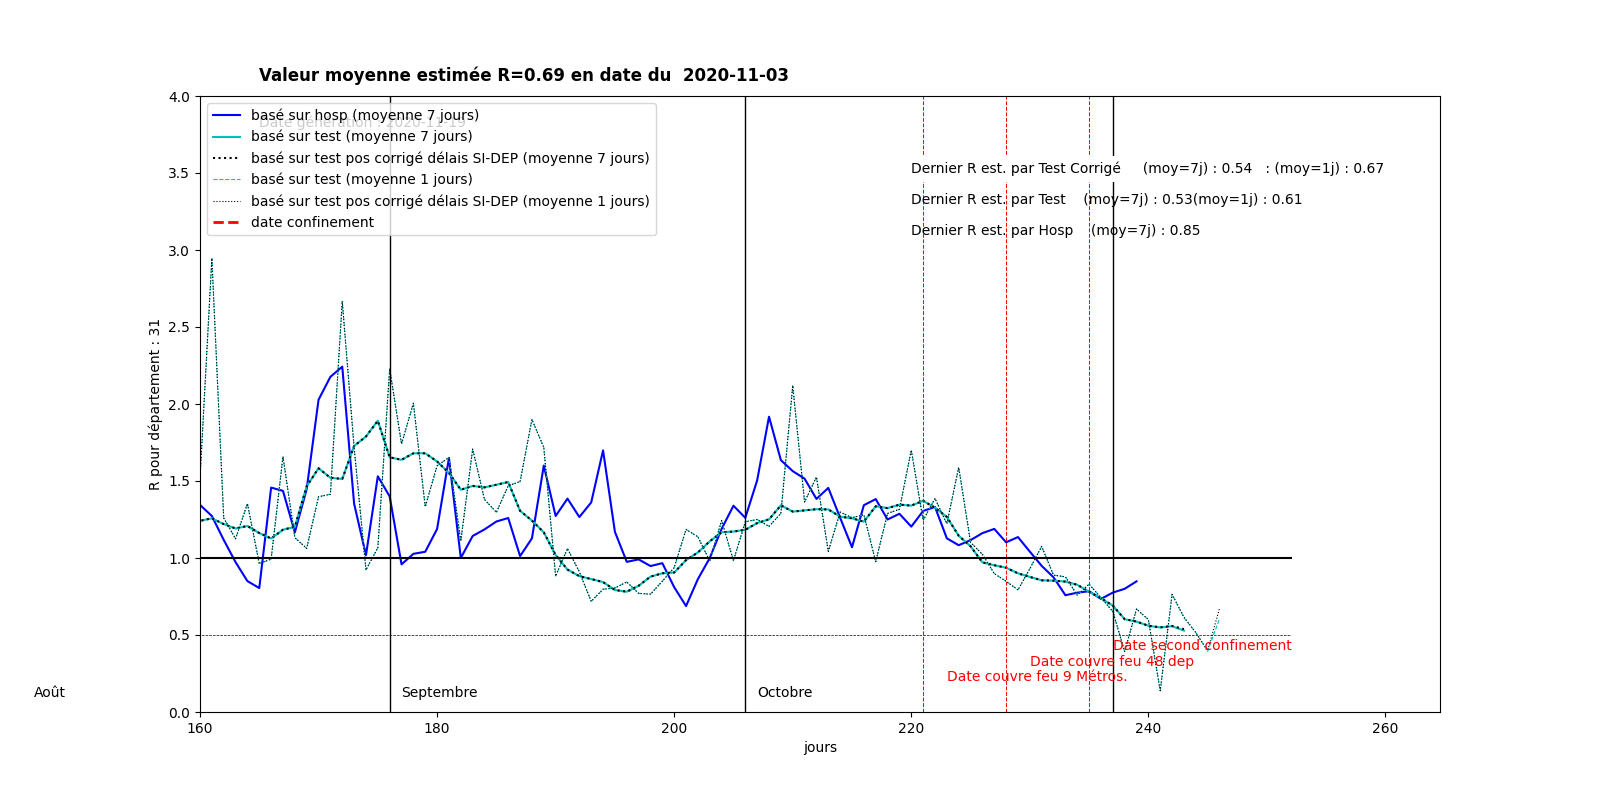 Valeur moyenne estimée R=0.69 en date du  2020-11-03
Date génération : 2020-11-19
basé sur hosp (moyenne 7 jours)
basé sur test (moyenne 7 jours)
basé sur test pos corrigé délais SI-DEP (moyenne 7 jours)
basé sur test (moyenne 1 jours)
basé sur test pos corrigé délais SI-DEP (moyenne 1 jours)
date confinement
Dernier R est. par Test Corrigé     (moy=7j) : 0.54   : (moy=1j) : 0.67
Dernier R est. par Test    (moy=7j) : 0.53(moy=1j) : 0.61
Dernier R est. par Hosp    (moy=7j) : 0.85
4.0
3.5
3.0
2.5
2.0
1.5
1.0
0.5
0.0
R pour département : 31
Date second confinement
Date couvre feu 48 dep
Date couvre feu 9 Métros.
Août
Septembre
Octobre
160
180
200
220
240
260
jours